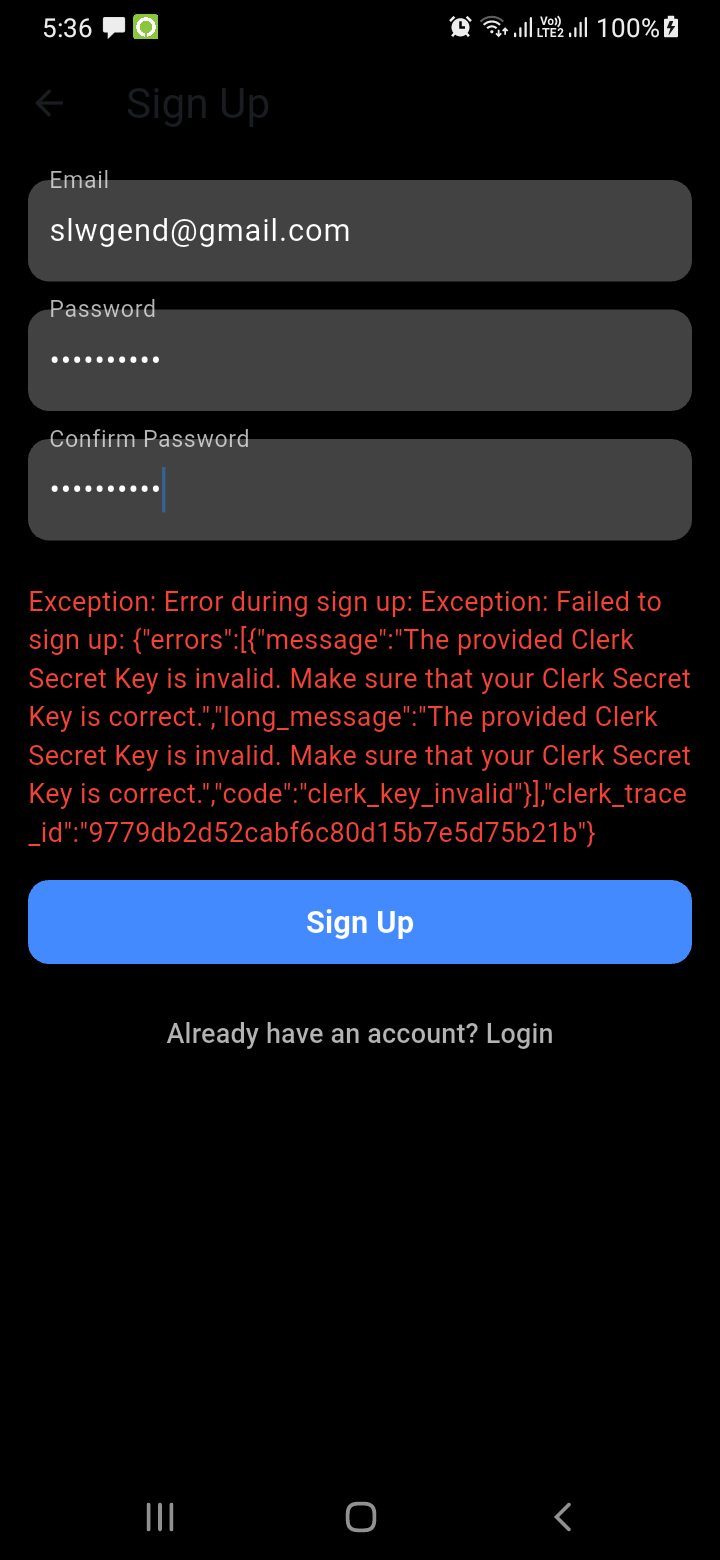 5:36 Vo)) LTE2 100%
Sign Up
Email
slwgend@gmail.com
Password
••••••••••
Confirm Password
••••••••••
Exception: Error during sign up: Exception: Failed to
sign up: {"errors":[{"message":"The provided Clerk
Secret Key is invalid. Make sure that your Clerk Secret
Key is correct.","long_message":"The provided Clerk
Secret Key is invalid. Make sure that your Clerk Secret
Key is correct.","code":"clerk_key_invalid"}],"clerk_trace
_id":"9779db2d52cabf6c80d15b7e5d75b21b"}
Sign Up
Already have an account? Login